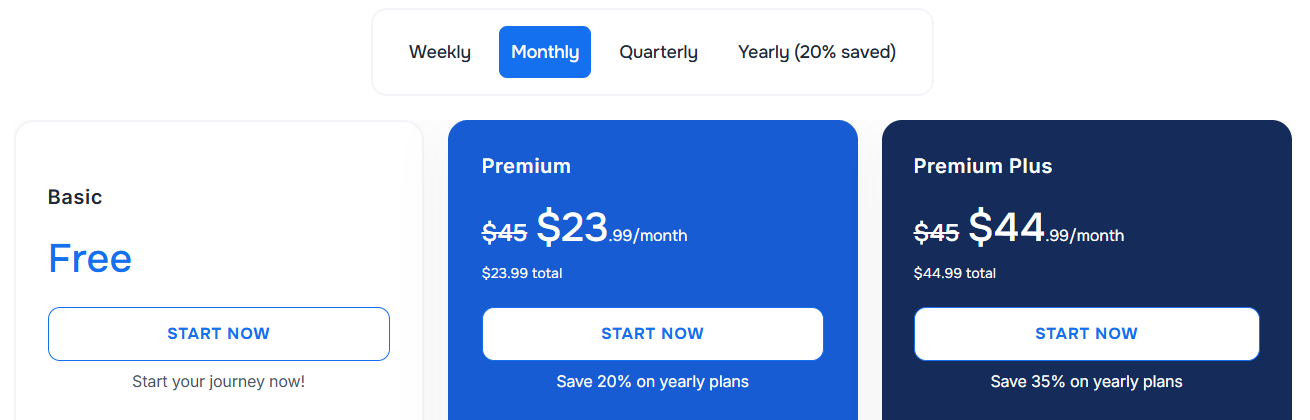 Weekly Monthly Quarterly Yearly (20% saved)
Basic
Free
START NOW
Start your journey now!
Premium
$45 $23.99/month
$23.99 total
START NOW
Save 20% on yearly plans
Premium Plus
$45 $44.99/month
$44.99 total
START NOW
Save 35% on yearly plans